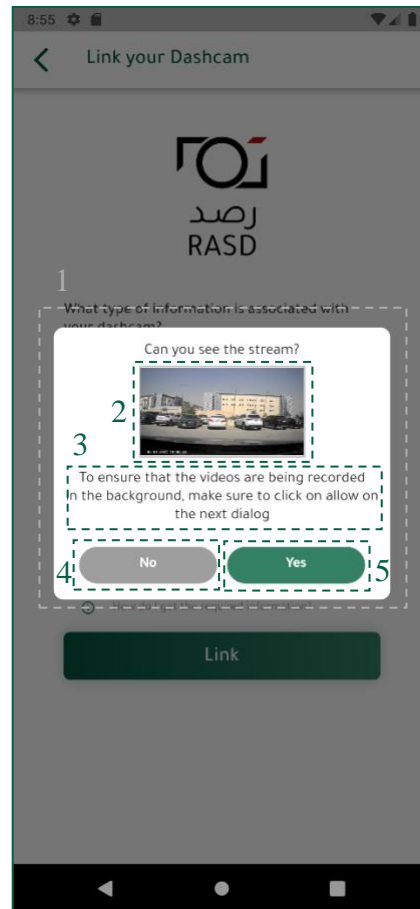 8:55
Link your Dashcam
رصد
RASD
1
What type of information is associated with
your dashcam?
Can you see the stream?
2
3
To ensure that the videos are being recorded
in the background, make sure to click on allow on
the next dialog
4
No
Yes
5
Link